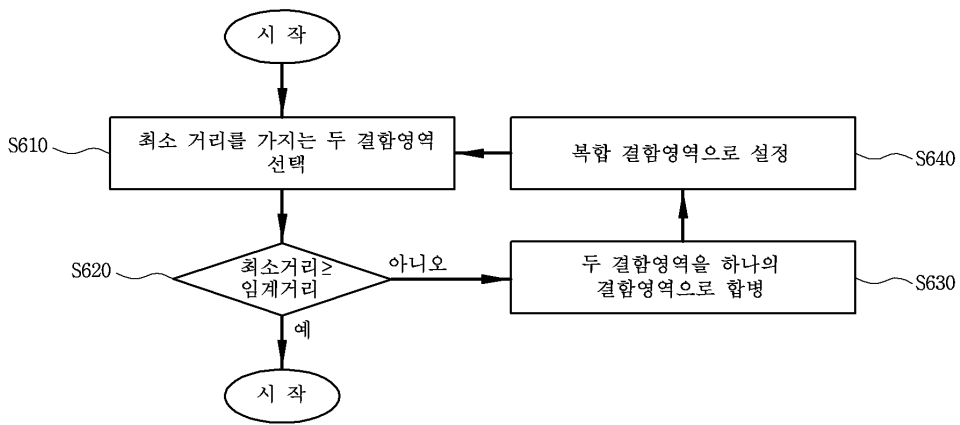 시 작
S610
최소 거리를 가지는 두 결함영역
선택
복합 결함영역으로 설정
S640
S620
최소거리≥
임계거리
아니오
두 결함영역을 하나의
결함영역으로 합병
S630
예
시 작